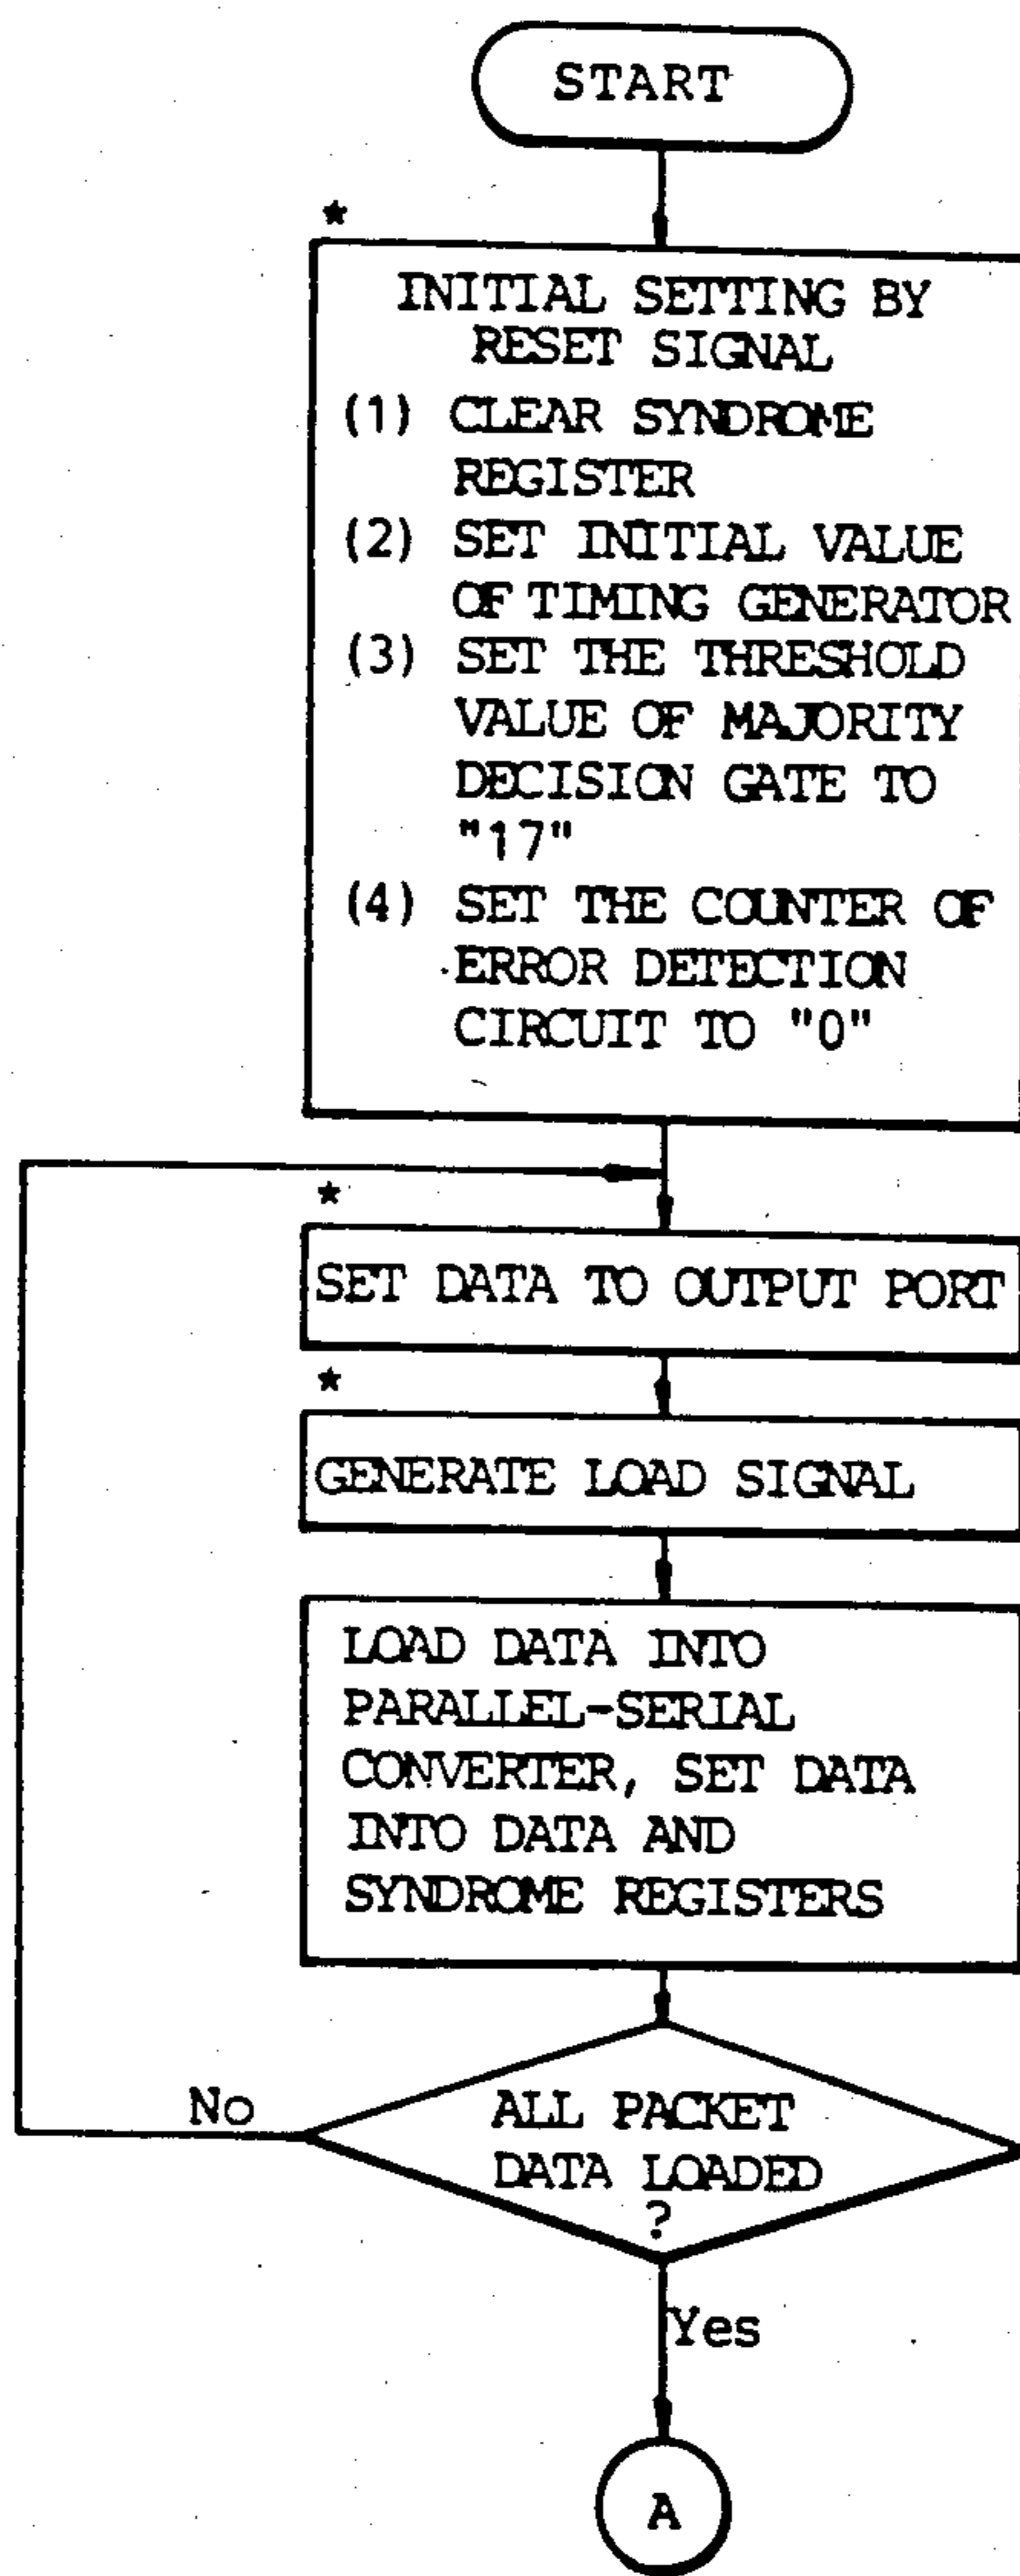 START
★
INITIAL SETTING BY
RESET SIGNAL
(1) CLEAR SYNDROME
REGISTER
(2) SET INITIAL VALUE
OF TIMING GENERATOR
(3) SET THE THRESHOLD
VALUE OF MAJORITY
DECISION GATE TO
"17"
(4) SET THE COUNTER OF
ERROR DETECTION
CIRCUIT TO "0"
★
SET DATA TO OUTPUT PORT
★
GENERATE LOAD SIGNAL
LOAD DATA INTO
PARALLEL-SERIAL
CONVERTER, SET DATA
INTO DATA AND
SYNDROME REGISTERS
No
ALL PACKET
DATA LOADED
?
Yes
A